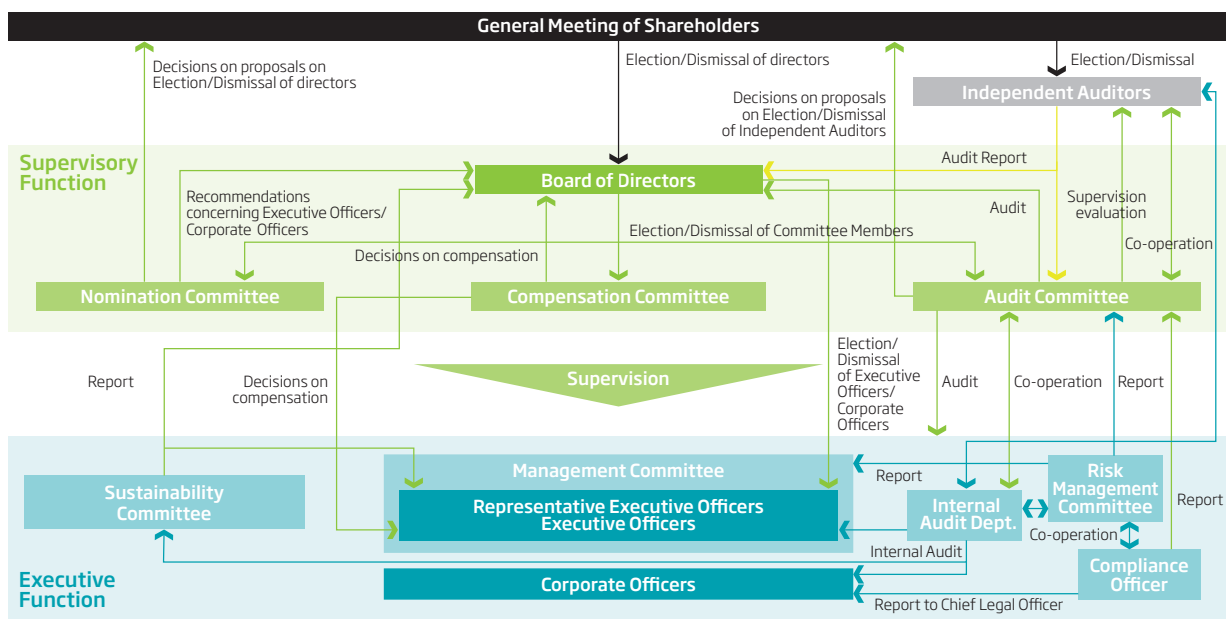 General Meeting of Shareholders
Decisions on proposals on
Election/Dismissal of directors
Election/Dismissal of directors
Decisions on proposals
on Election/Dismissal
of Independent Auditors
Election/Dismissal
Independent Auditors
Supervisory
Function
Board of Directors
Audit Report
Recommendations
concerning Executive Officers/
Corporate Officers
Audit
Supervision
evaluation
Election/Dismissal of Committee Members
Decisions on compensation
Co-operation
Nomination Committee
Compensation Committee
Audit Committee
Report
Decisions on
compensation
Supervision
Election/
Dismissal
of Executive
Officers/
Corporate
Officers
Audit
Co-operation
Report
Sustainability
Committee
Management Committee
Representative Executive Officers
Executive Officers
Report
Internal
Audit Dept.
Risk
Management
Committee
Report
Co-operation
Internal Audit
Compliance
Officer
Executive
Function
Corporate Officers
Report to Chief Legal Officer